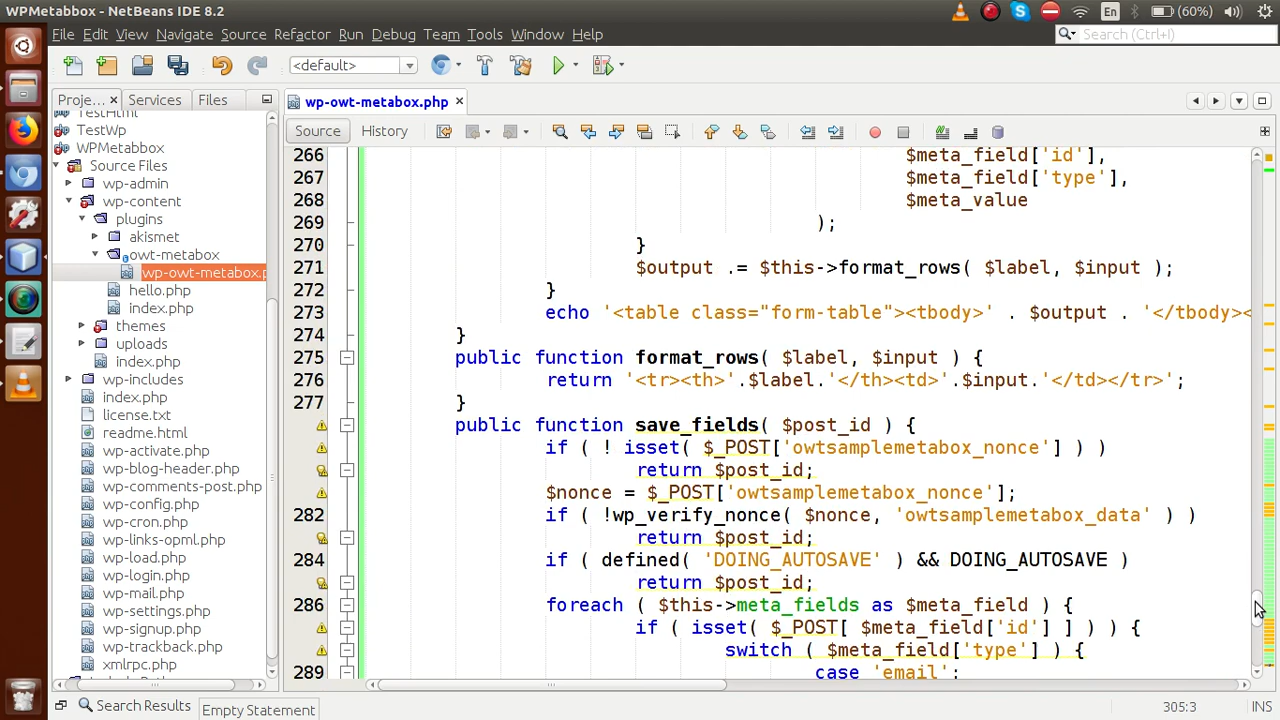 WPMetabbox - NetBeans IDE 8.2
En
(60%)
File Edit View Navigate Source Refactor Run Debug Team Tools Window Help
Search (Ctrl+I)
<default>
Proje... Services Files
wp-owt-metabox.php
Source History
TestHtml
TestWp
WPMetabbox
Source Files
wp-admin
wp-content
plugins
akismet
owt-metabox
wp-owt-metabox.p
hello.php
index.php
themes
uploads
index.php
wp-includes
index.php
license.txt
readme.html
wp-activate.php
wp-blog-header.php
wp-comments-post.php
wp-config.php
wp-cron.php
wp-links-opml.php
wp-load.php
wp-login.php
wp-mail.php
wp-settings.php
wp-signup.php
wp-trackback.php
xmlrpc.php
266 $meta_field['id'],
267 $meta_field['type'],
268 $meta_value
269 );
270 }
271 $output .= $this->format_rows( $label, $input );
272 }
273 echo '<table class="form-table"><tbody>' . $output . '</tbody><
274 }
275 public function format_rows( $label, $input ) {
276 return '<tr><th>'.$label.'</th><td>'.$input.'</td></tr>';
277 }
public function save_fields( $post_id ) {
if ( ! isset( $_POST['owtsamplemetabox_nonce'] ) )
return $post_id;
$nonce = $_POST['owtsamplemetabox_nonce'];
282 if ( !wp_verify_nonce( $nonce, 'owtsamplemetabox_data' ) )
return $post_id;
284 if ( defined( 'DOING_AUTOSAVE' ) && DOING_AUTOSAVE )
return $post_id;
286 foreach ( $this->meta_fields as $meta_field ) {
if ( isset( $_POST[ $meta_field['id'] ] ) ) {
switch ( $meta_field['type'] ) {
289 case 'email':
Search Results Empty Statement
305:3 INS